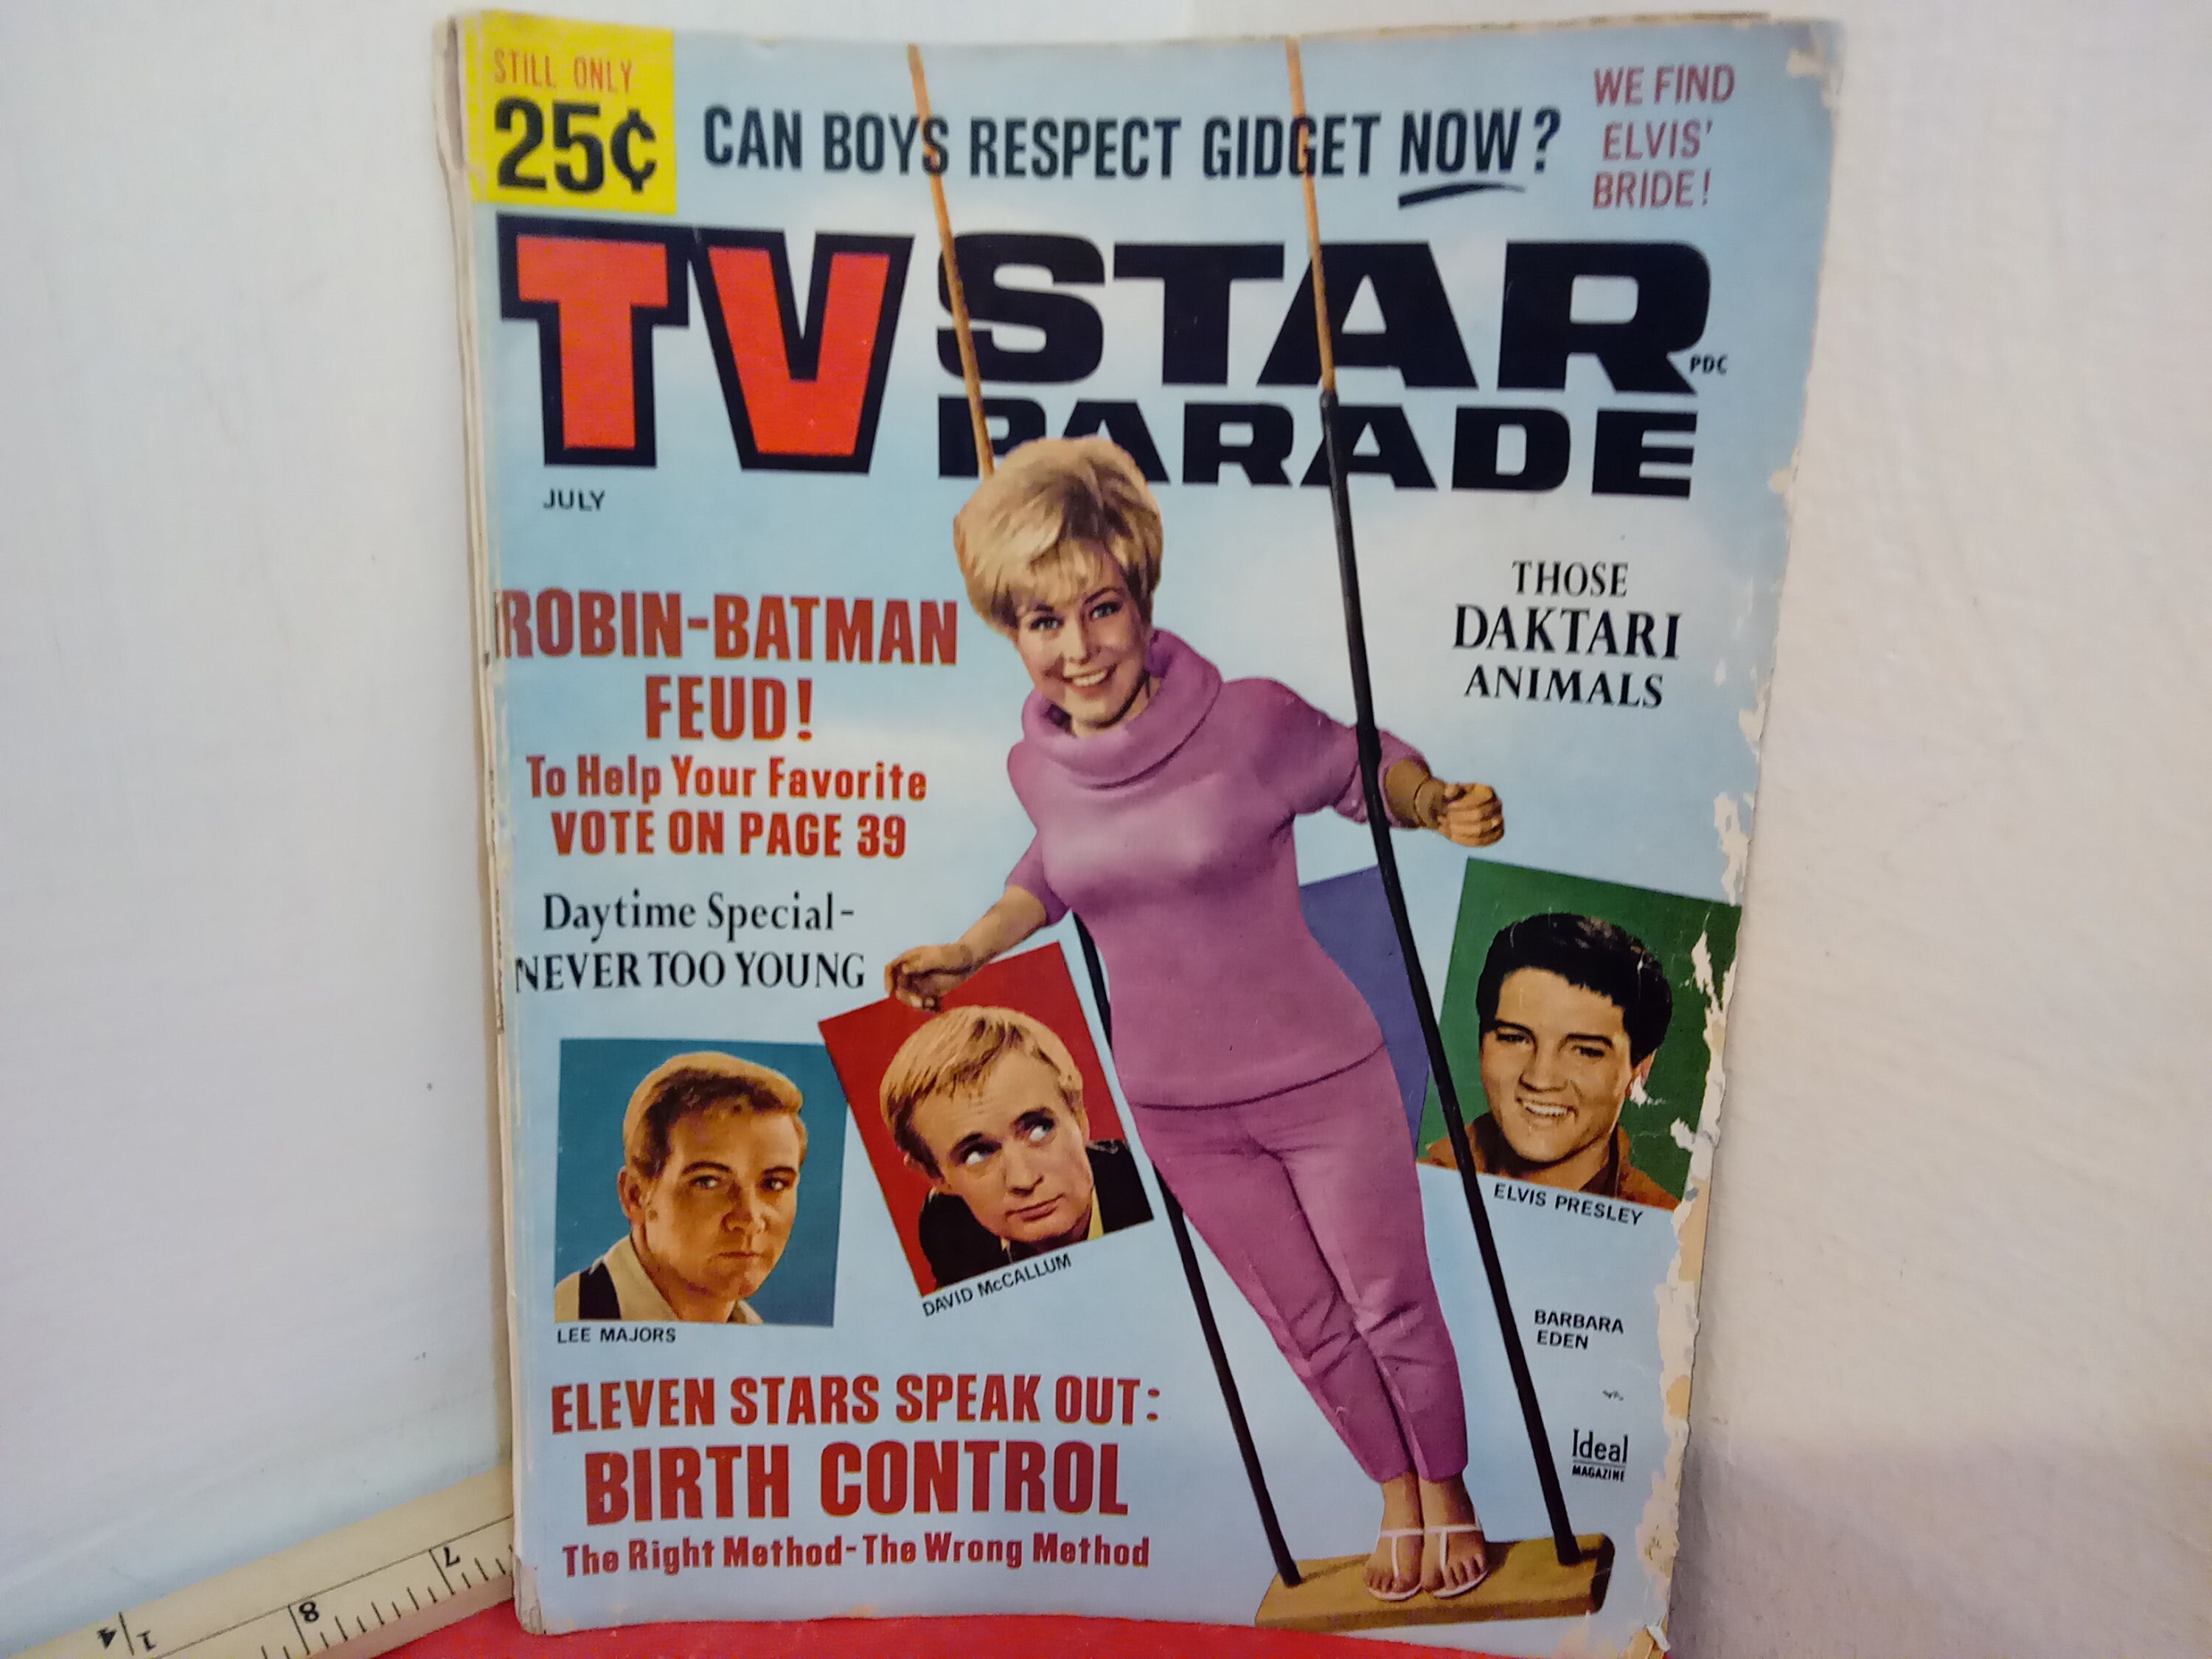 STILL ONLY
25¢
CAN BOYS RESPECT GIDGET NOW?
WE FIND
ELVIS'
BRIDE!
TV STAR
PARADE
PDC
JULY
ROBIN-BATMAN
FEUD!
To Help Your Favorite
VOTE ON PAGE 39
THOSE
DAKTARI
ANIMALS
Daytime Special-
NEVER TOO YOUNG
LEE MAJORS
DAVID McCALLUM
ELVIS PRESLEY
BARBARA
EDEN
Ideal
MAGAZINE
ELEVEN STARS SPEAK OUT:
BIRTH CONTROL
The Right Method-The Wrong Method
7
8
1
4